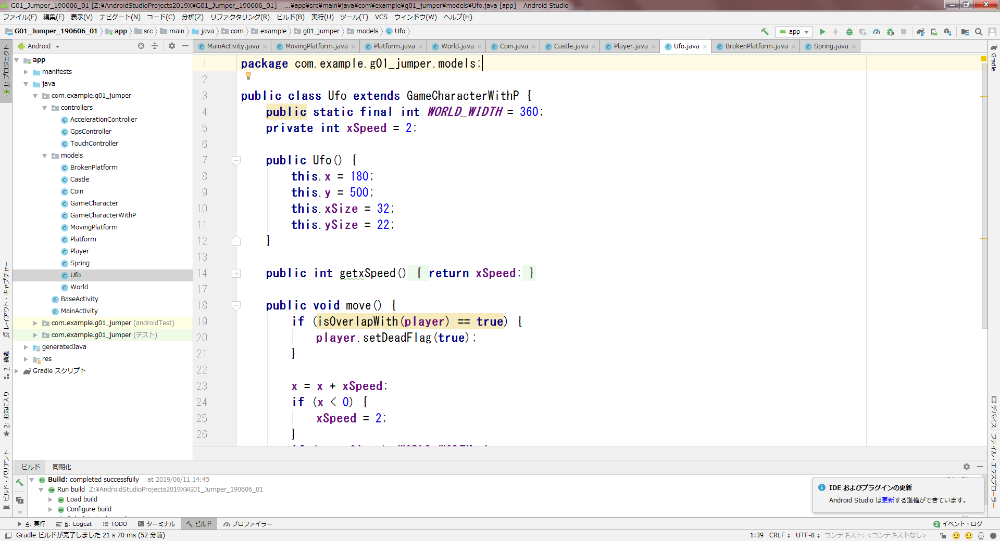 G01_Jumper_190606_01 [Z:¥AndroidStudioProjects2019X¥G01_Jumper_190606_01] - ...¥app¥src¥main¥java¥com¥example¥g01_jumper¥models¥Ufo.java [app] - Android Studio
ファイル(F) 編集(E) 表示(V) ナビゲート(N) コード(C) 分析(Z) リファクタリング(R) ビルド(B) 実行(U) ツール(T) VCS ウィンドウ(W) ヘルプ(H)
G01_Jumper_190606_01 app src main java com example g01_jumper models Ufo
app
Android
MainActivity.java MovingPlatform.java Platform.java World.java Coin.java Castle.java Player.java Ufo.java BrokenPlatform.java Spring.java
app
manifests
java
com.example.g01_jumper
controllers
AccelerationController
GpsController
TouchController
models
BrokenPlatform
Castle
Coin
GameCharacter
GameCharacterWithP
MovingPlatform
Platform
Player
Spring
Ufo
World
BaseActivity
MainActivity
com.example.g01_jumper (androidTest)
com.example.g01_jumper (テスト)
generatedJava
res
Gradle スクリプト
1: プロジェクト
レイアウト・キャプチャー
Z: 構造
2: お気に入り
ビルド・バリアント
1 package com.example.g01_jumper.models;
2
3 public class Ufo extends GameCharacterWithP {
4 public static final int WORLD_WIDTH = 360;
5 private int xSpeed = 2;
6
7 public Ufo() {
8 this.x = 180;
9 this.y = 500;
10 this.xSize = 32;
11 this.ySize = 22;
12 }
13
14 public int getxSpeed() { return xSpeed; }
17
18 public void move() {
19 if (isOverlapWith(player) == true) {
20 player.setDeadFlag(true);
21 }
22
23 x = x + xSpeed;
24 if (x < 0) {
25 xSpeed = 2;
26 }
Gradle
デバイス・ファイル・エクスプローラー
ビルド 同期化
Build: completed successfully at 2019/06/11 14:45
Run build Z:¥AndroidStudioProjects2019X¥G01_Jumper_190606_01
Load build
Configure build
IDE およびプラグインの更新
Android Studio は更新する準備ができています。
4: 実行 6: Logcat TODO ターミナル ビルド プロファイラー 2 イベント・ログ
Gradle ビルドが完了しました 21 s 70 ms (52 分前) 1:39 CRLF UTF-8 コンテキスト: <コンテキストなし>